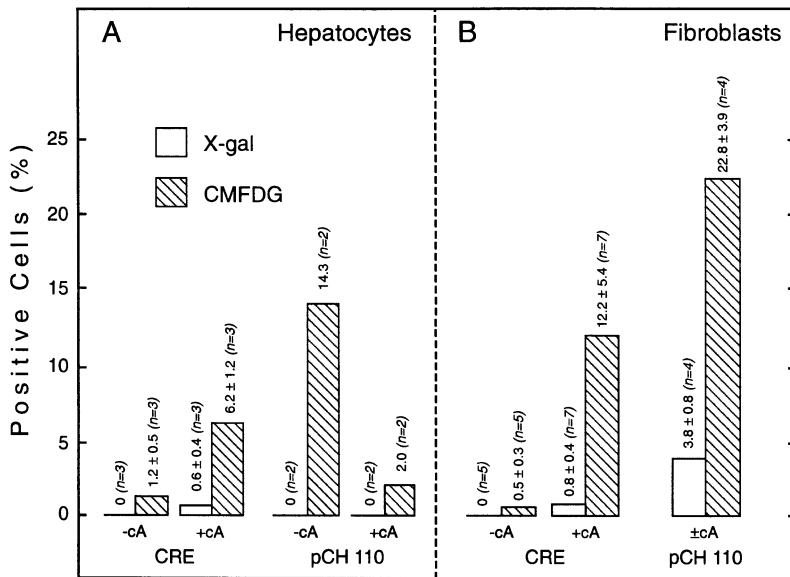 A
Hepatocytes
B
Fibroblasts
X-gal
CMFDG
Positive Cells (%)
25
20
15
10
5
0
0 (n=3)
1.2 ± 0.5 (n=3)
0.6 ± 0.4 (n=3)
6.2 ± 1.2 (n=3)
0 (n=2)
14.3 (n=2)
0 (n=2)
2.0 (n=2)
0 (n=5)
0.5 ± 0.3 (n=5)
0.8 ± 0.4 (n=7)
12.2 ± 5.4 (n=7)
3.8 ± 0.8 (n=4)
22.8 ± 3.9 (n=4)
-cA +cA -cA +cA -cA +cA ±cA
CRE pCH 110 CRE pCH 110